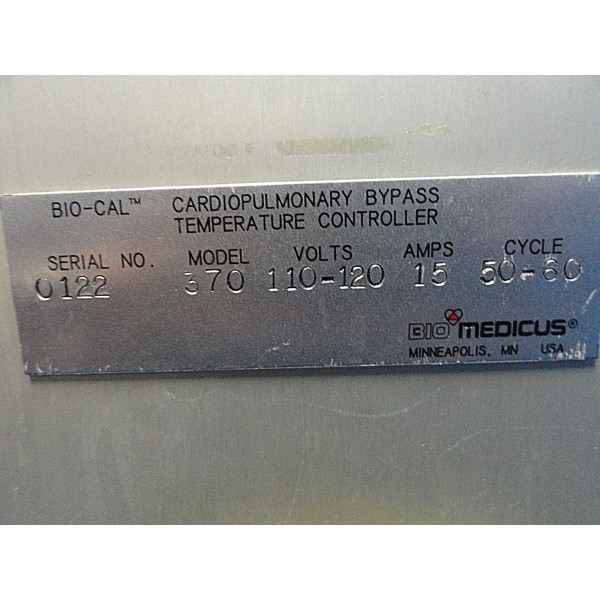 BIO-CAL™ CARDIOPULMONARY BYPASS
TEMPERATURE CONTROLLER
SERIAL NO. MODEL VOLTS AMPS CYCLE
0122 370 110-120 15 50-60
BIO MEDICUS®
MINNEAPOLIS, MN USA